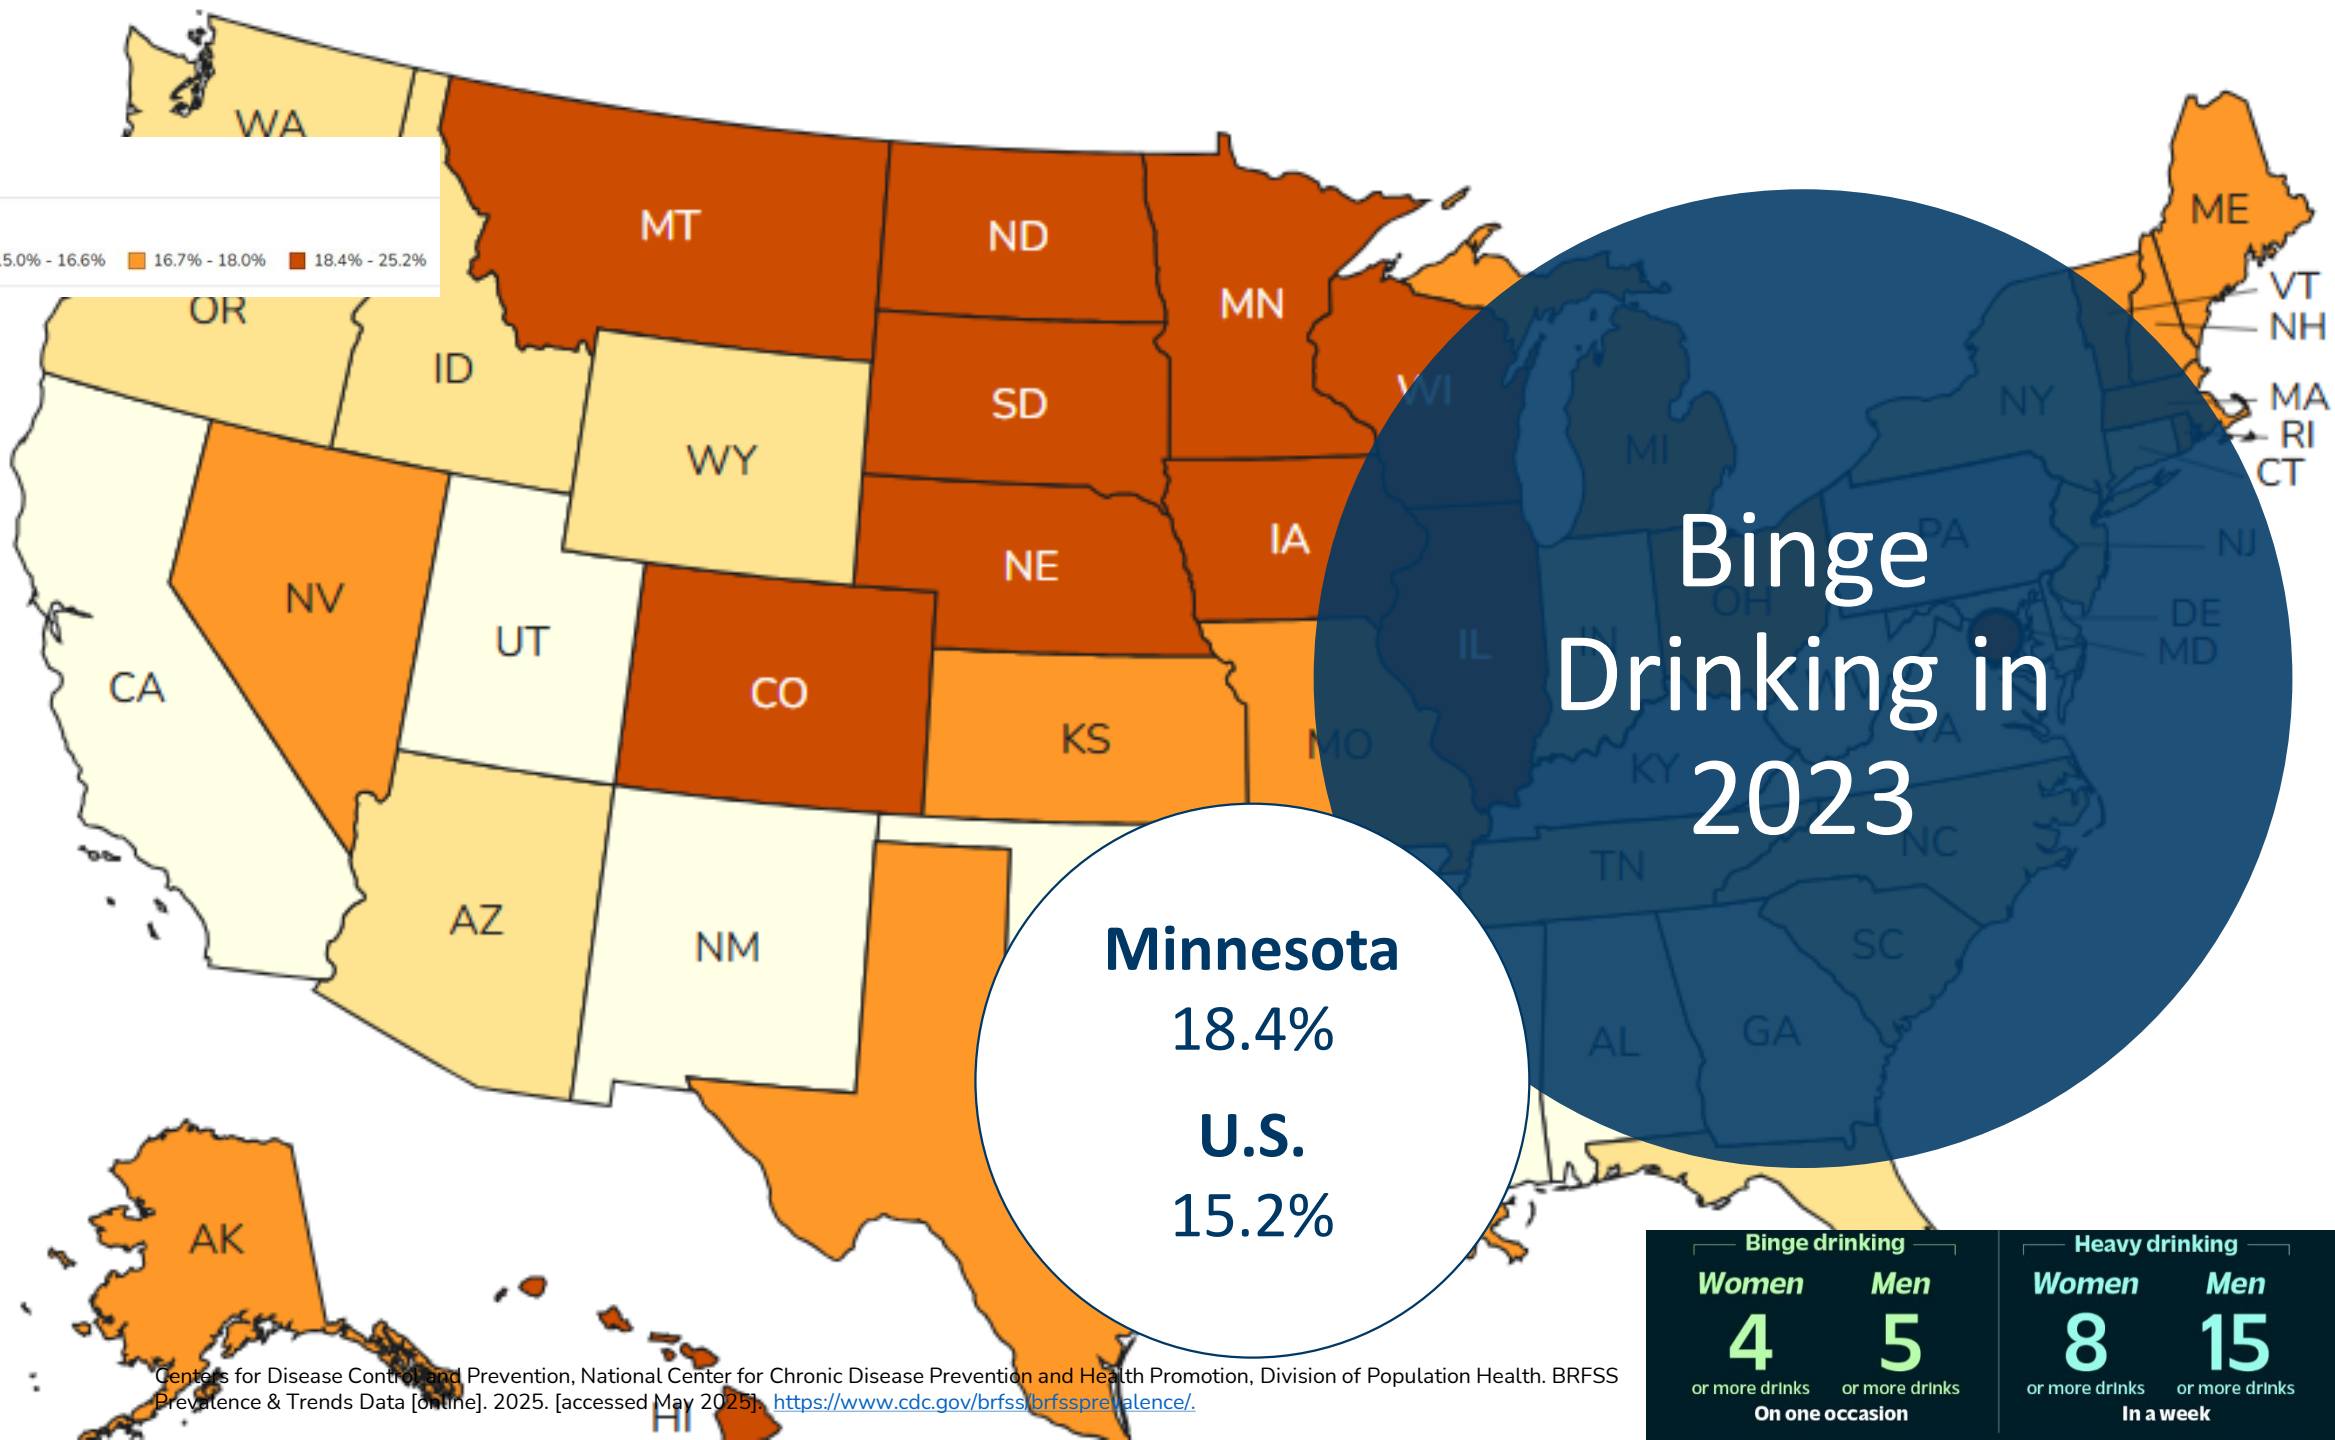 WA
MT
ND
MN
ME
5.0% - 16.6% 16.7% - 18.0% 18.4% - 25.2%
VT
NH
OR
ID
SD
WI
MI
NY
MA
RI
CT
WY
NE
IA
PA
NJ
NV
UT
CO
KS
MO
IL
IN
OH
DE
MD
Binge
Drinking in
2023
CA
KY
VA
AZ
NM
TN
NC
SC
AL
GA
Minnesota
18.4%
U.S.
15.2%
AK
HI
Binge drinking
Women Men
4 5
or more drinks or more drinks
On one occasion
Heavy drinking
Women Men
8 15
or more drinks or more drinks
In a week
Centers for Disease Control and Prevention, National Center for Chronic Disease Prevention and Health Promotion, Division of Population Health. BRFSS
Prevalence & Trends Data [online]. 2025. [accessed May 2025]. https://www.cdc.gov/brfss/brfssprevalence/.